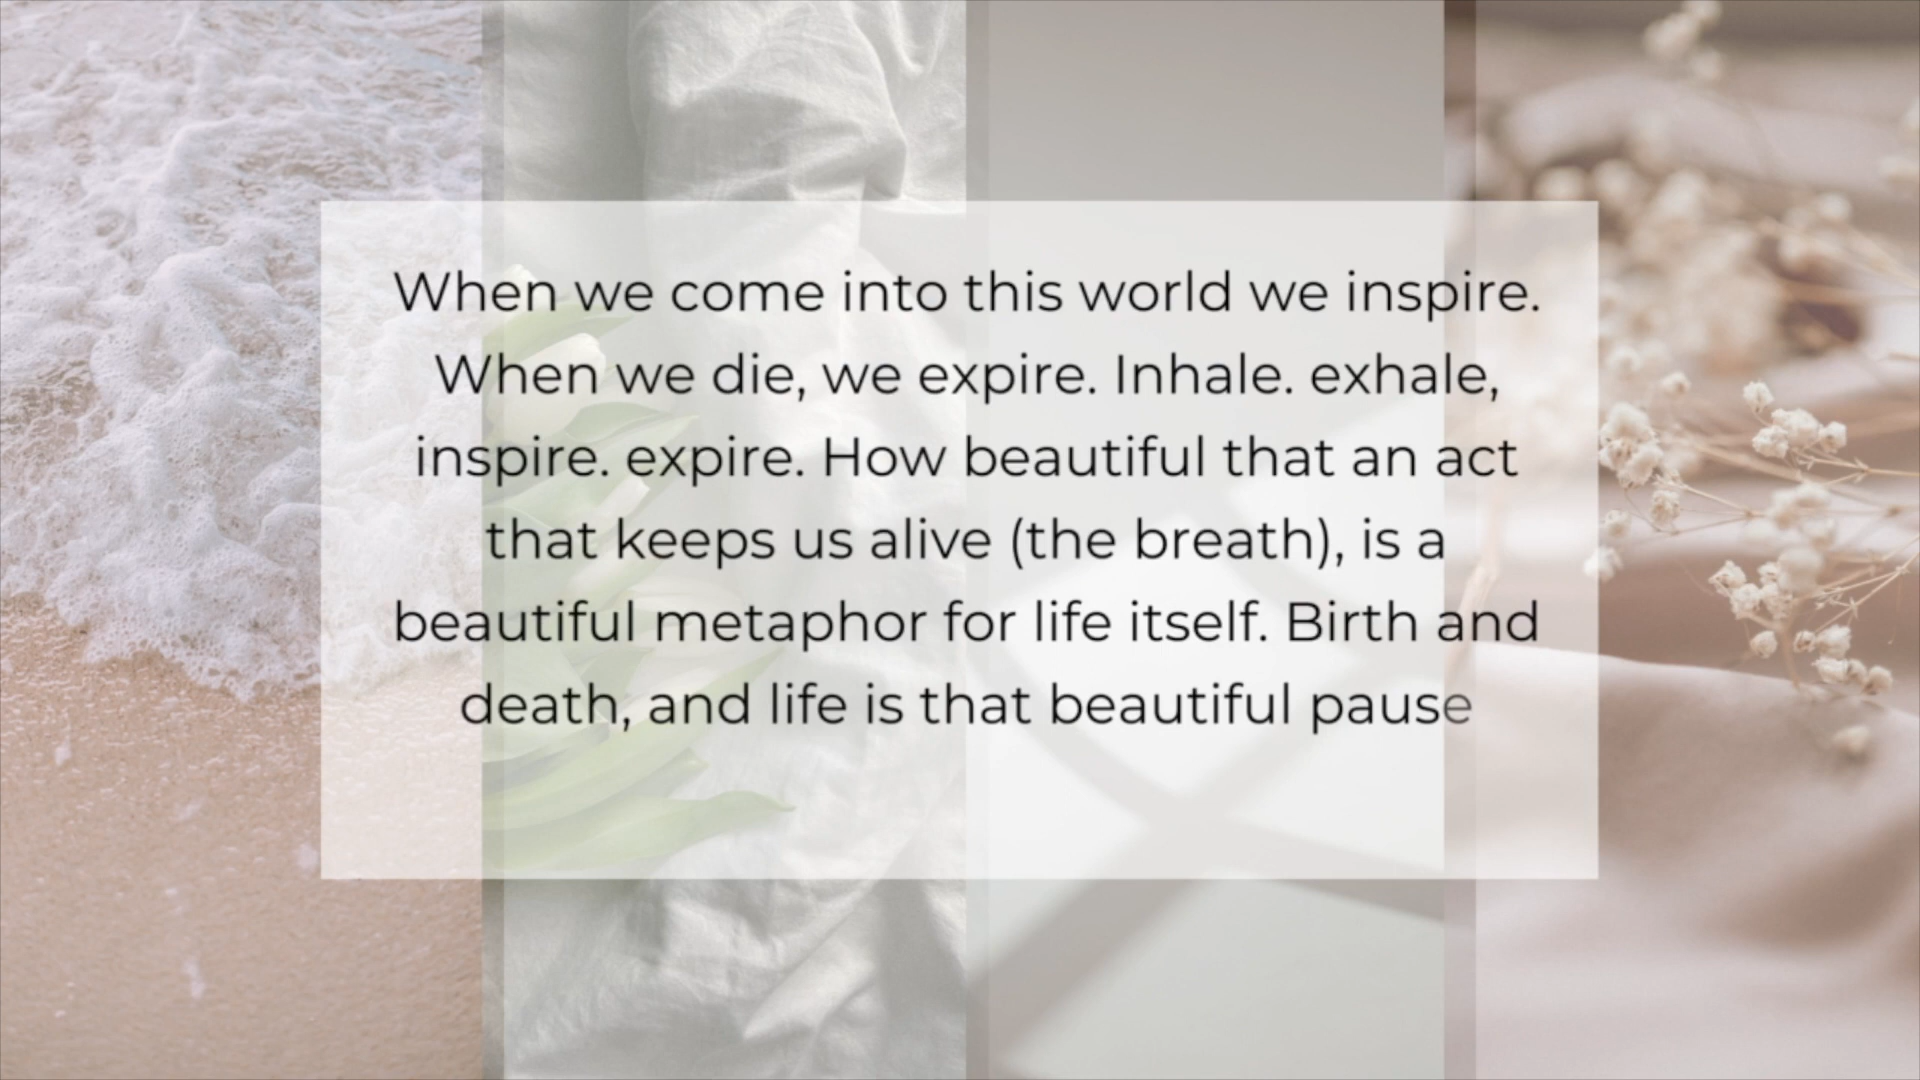 When we come into this world we inspire.
When we die, we expire. Inhale. exhale,
inspire. expire. How beautiful that an act
that keeps us alive (the breath), is a
beautiful metaphor for life itself. Birth and
death, and life is that beautiful pause